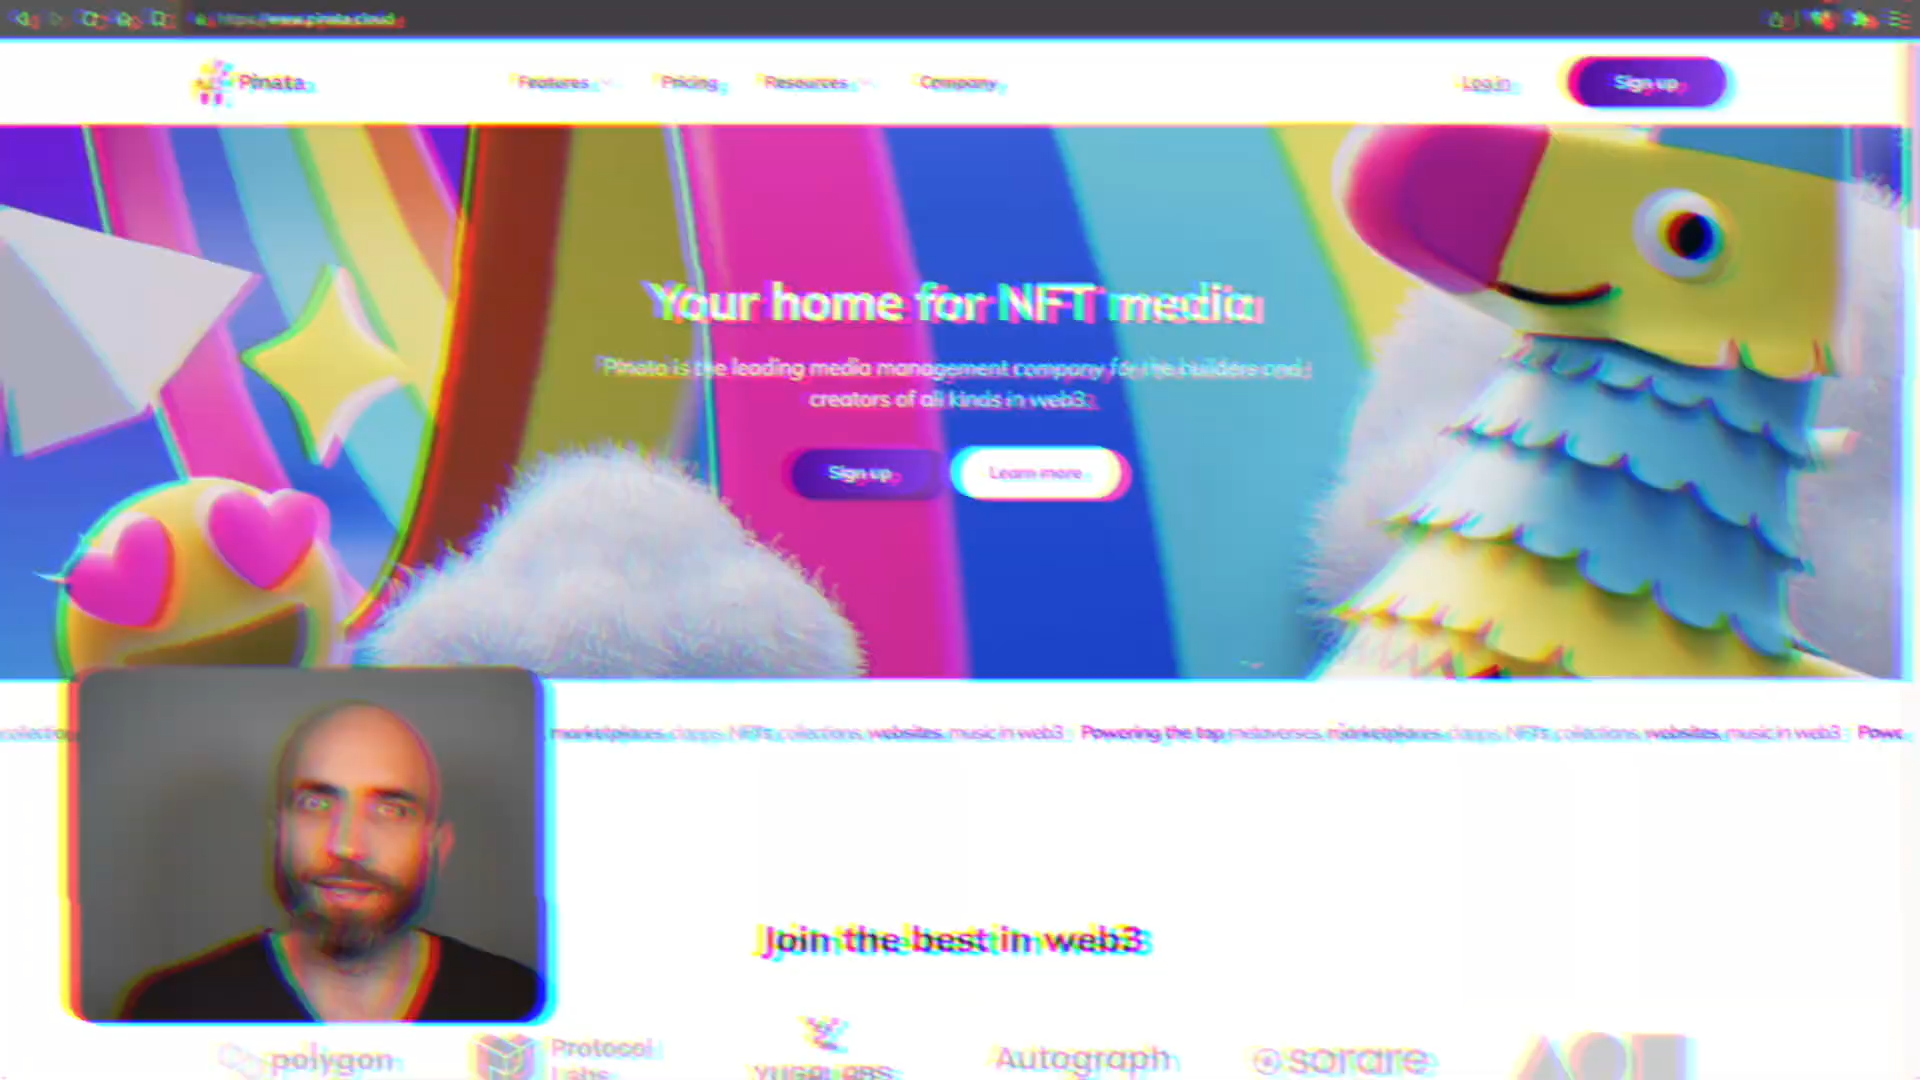 https://www.pinata.cloud
Pinata
Features
Pricing
Resources
Company
Log in
Sign up
Your home for NFT media
Pinata is the leading media management company for the builders and
creators of all kinds in web3.
Sign up
Learn more
marketplaces, dapps, NFTs, collections, websites, music in web3 Powering the top metaverses, marketplaces, dapps, NFTs, collections, websites, music in web3
Join the best in web3
polygon
Protocol
Labs
YUGA LABS
Autograph
sorare